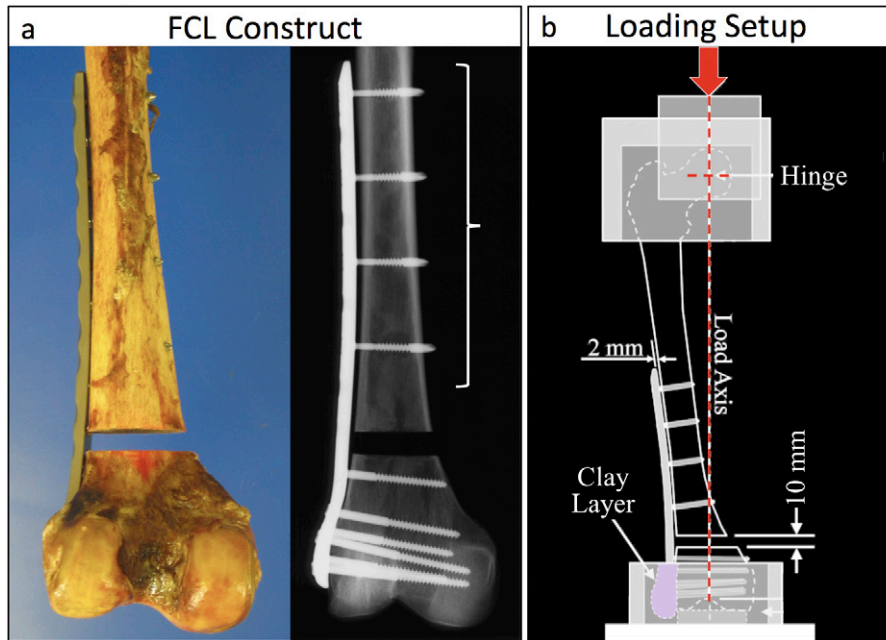 a
FCL Construct
b
Loading Setup
Hinge
Load Axis
2 mm
10 mm
Clay
Layer